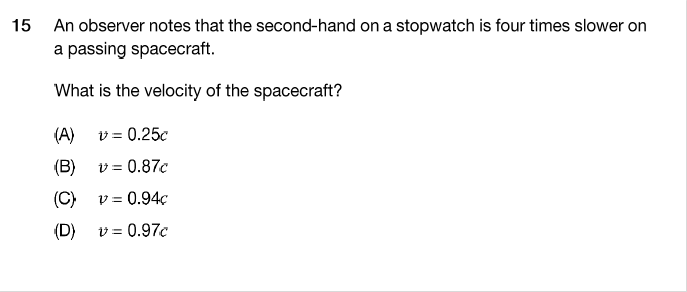 15 An observer notes that the second-hand on a stopwatch is four times slower on
a passing spacecraft.
What is the velocity of the spacecraft?
(A) v = 0.25c
(B) v = 0.87c
(C) v = 0.94c
(D) v = 0.97c